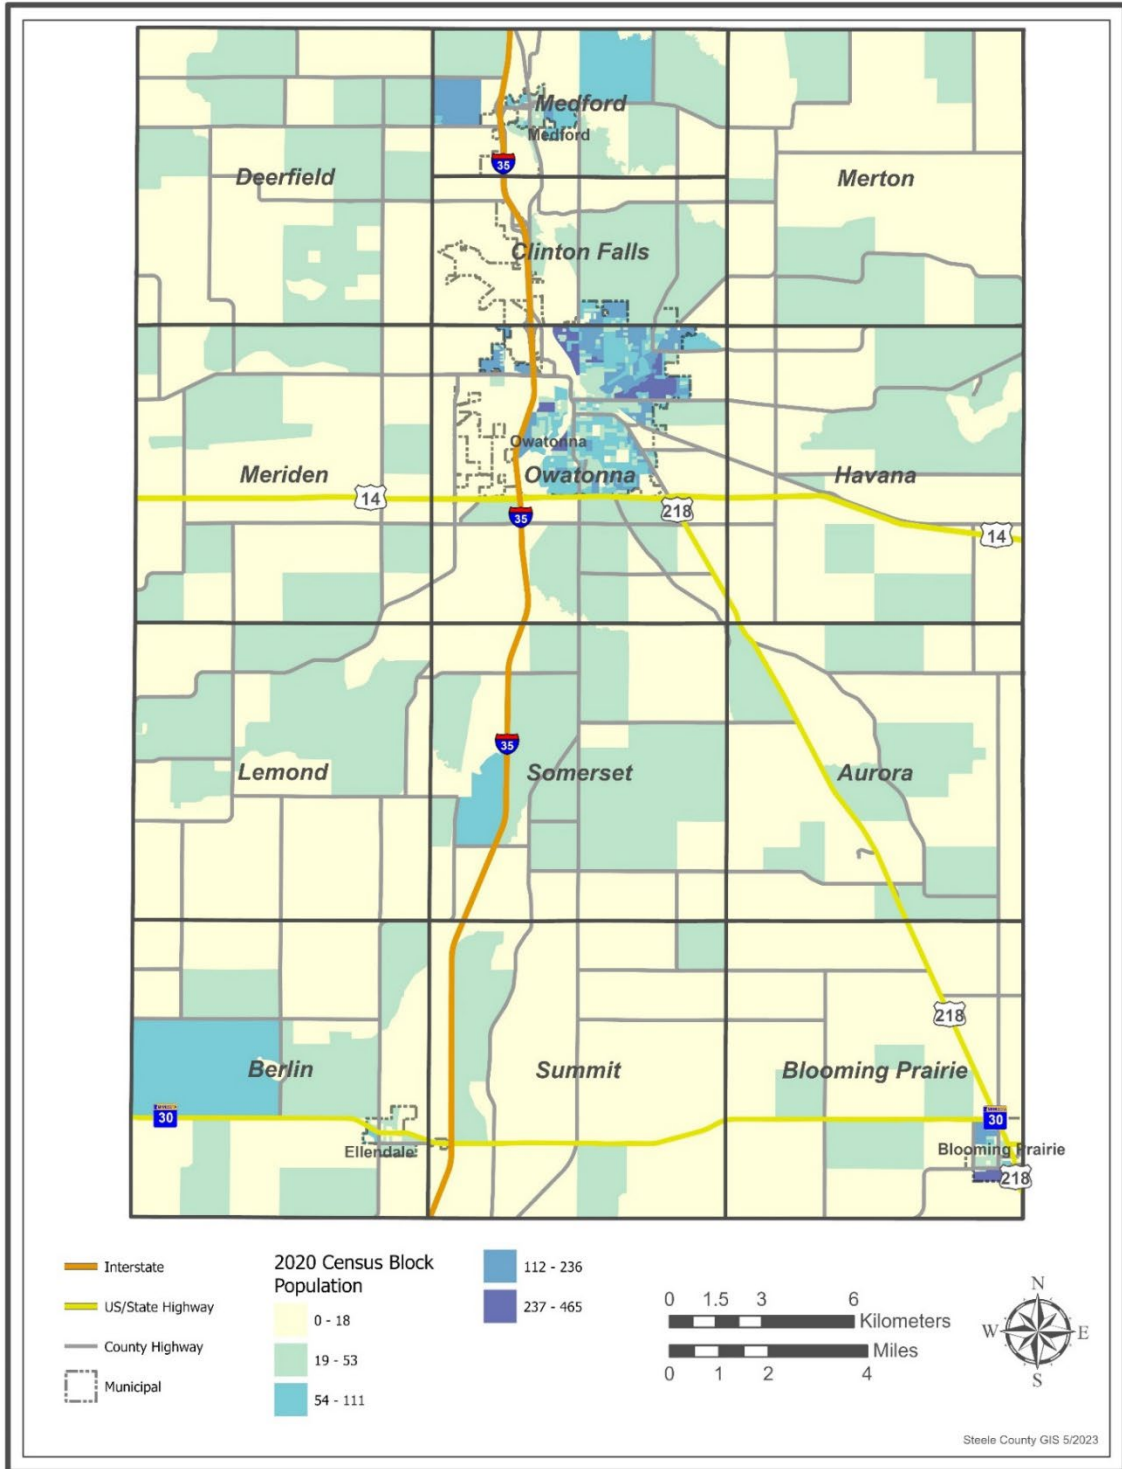 Medford
Medford
35
Deerfield
Merton
Clinton Falls
Owatonna
Meriden
Owatonna
Havana
14
218
35
14
35
Lemond
Somerset
Aurora
218
Berlin
Summit
Blooming Prairie
30
30
Ellendale
Blooming Prairie
218
Interstate
US/State Highway
County Highway
Municipal
2020 Census Block
Population
0 - 18
19 - 53
54 - 111
112 - 236
237 - 465
0 1.5 3 6
Kilometers
Miles
0 1 2 4
N
W E
S
Steele County GIS 5/2023